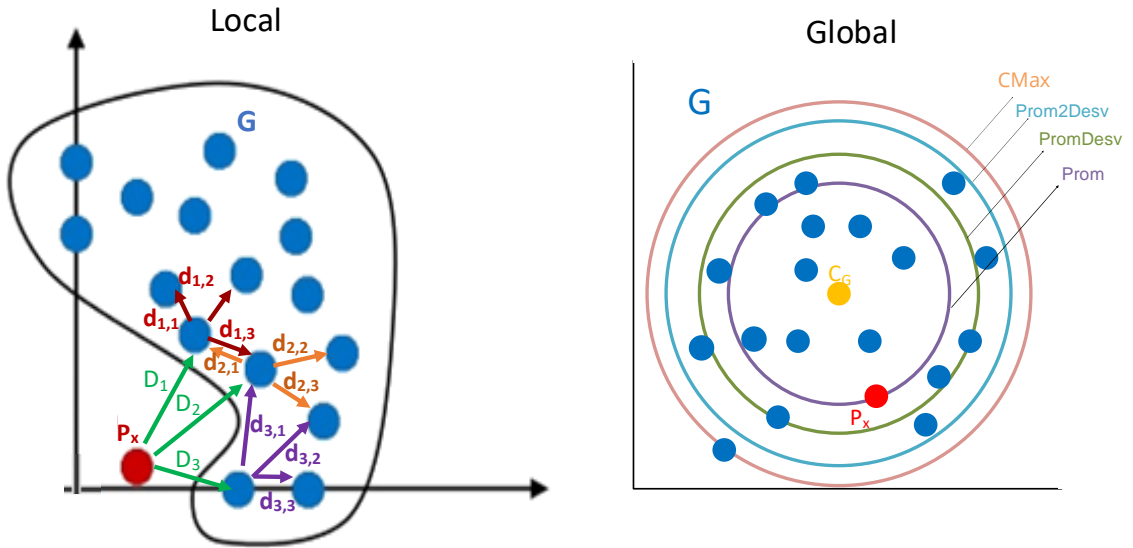 Local
Global
G
G
CMax
Prom2Desv
PromDesv
Prom
d1,2
d1,1
d1,3
d2,1
d2,2
d2,3
D1
D2
D3
d3,1
d3,2
d3,3
Px
CG
Px